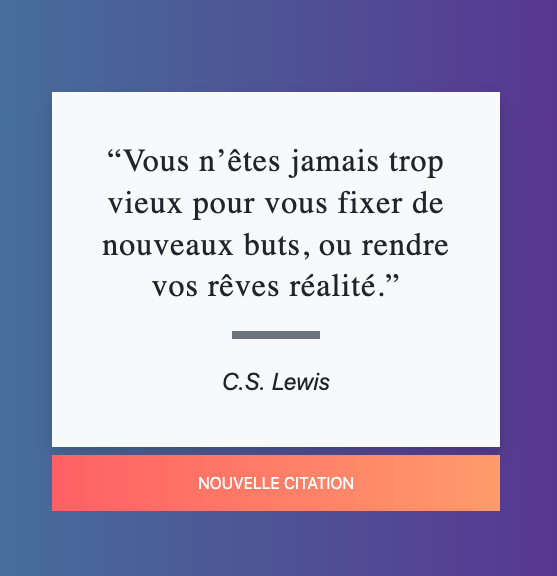 “Vous n’êtes jamais trop
vieux pour vous fixer de
nouveaux buts, ou rendre
vos rêves réalité.”
C.S. Lewis
NOUVELLE CITATION